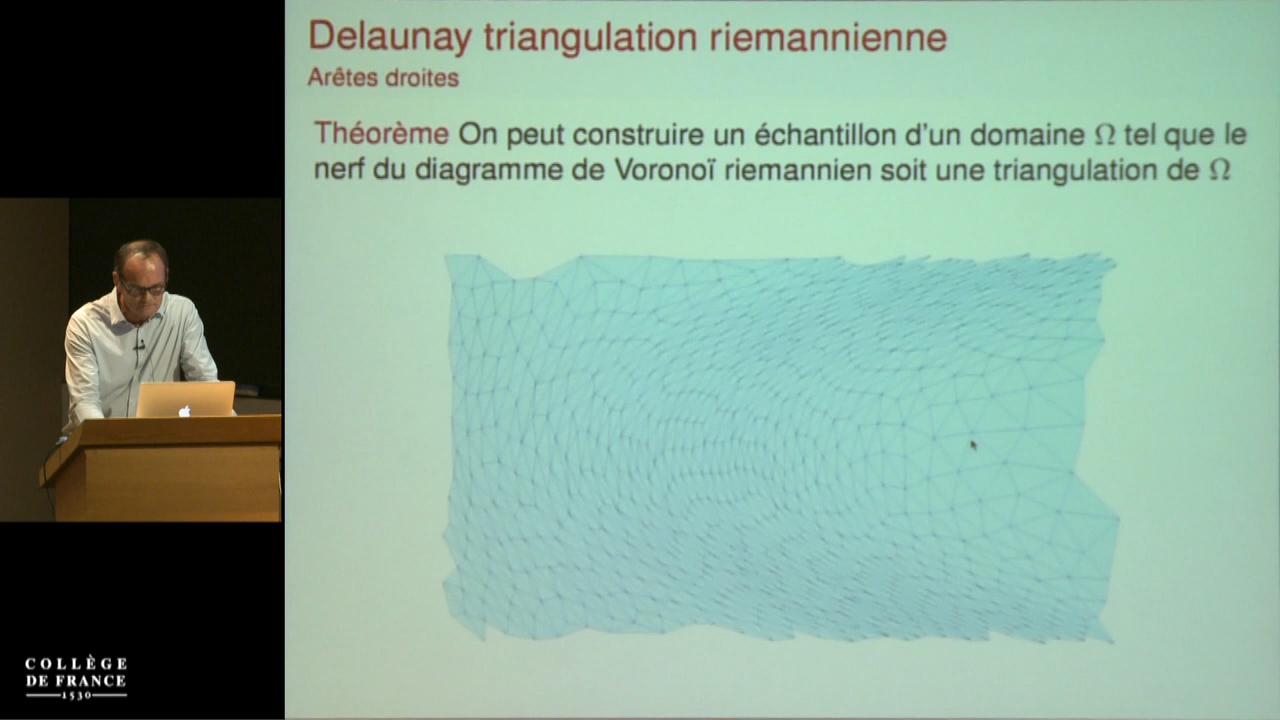 Delaunay triangulation riemannienne
Arêtes droites
Théorème On peut construire un échantillon d'un domaine Ω tel que le
nerf du diagramme de Voronoï riemannien soit une triangulation de Ω
COLLÈGE
DE FRANCE
1530